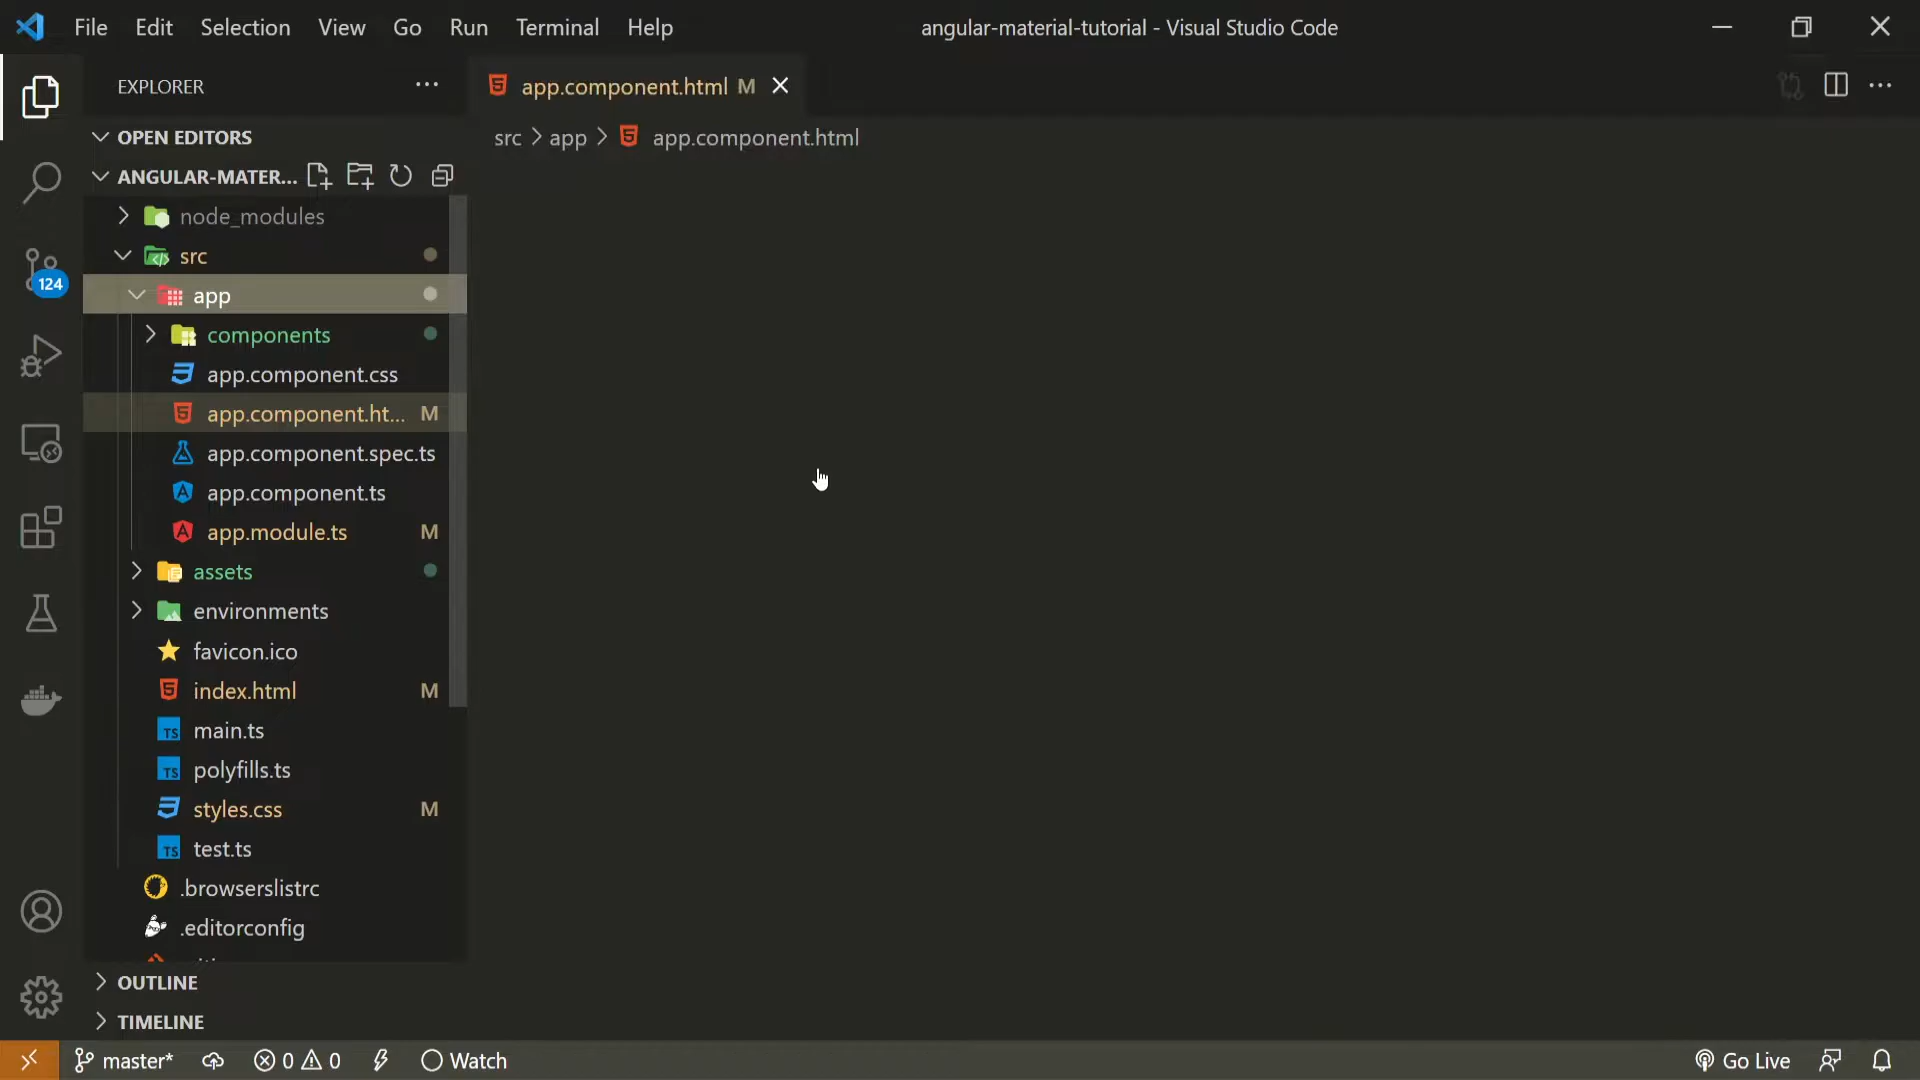 File Edit Selection View Go Run Terminal Help
angular-material-tutorial - Visual Studio Code
EXPLORER
app.component.html M
OPEN EDITORS
src > app > app.component.html
ANGULAR-MATER...
node_modules
src
124
app
components
app.component.css
app.component.ht... M
app.component.spec.ts
app.component.ts
app.module.ts M
assets
environments
favicon.ico
index.html M
TS main.ts
TS polyfills.ts
styles.css M
TS test.ts
.browserslistrc
.editorconfig
OUTLINE
TIMELINE
master* 0 0 Watch Go Live